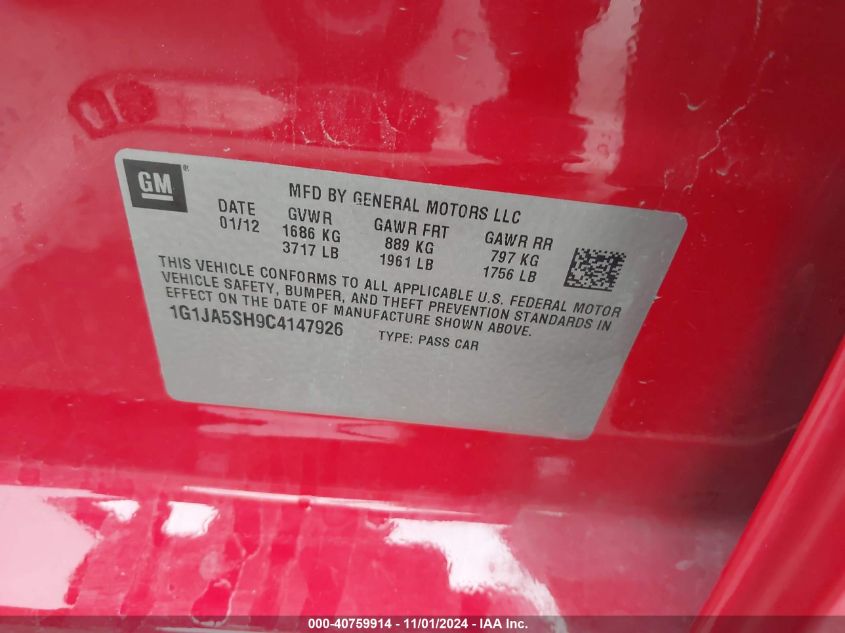 GM ®
MFD BY GENERAL MOTORS LLC
DATE GVWR GAWR FRT GAWR RR
01/12 1686 KG 889 KG 797 KG
3717 LB 1961 LB 1756 LB
THIS VEHICLE CONFORMS TO ALL APPLICABLE U.S. FEDERAL MOTOR
VEHICLE SAFETY, BUMPER, AND THEFT PREVENTION STANDARDS IN
EFFECT ON THE DATE OF MANUFACTURE SHOWN ABOVE.
1G1JA5SH9C4147926 TYPE: PASS CAR
000-40759914 - 11/01/2024 - IAA Inc.